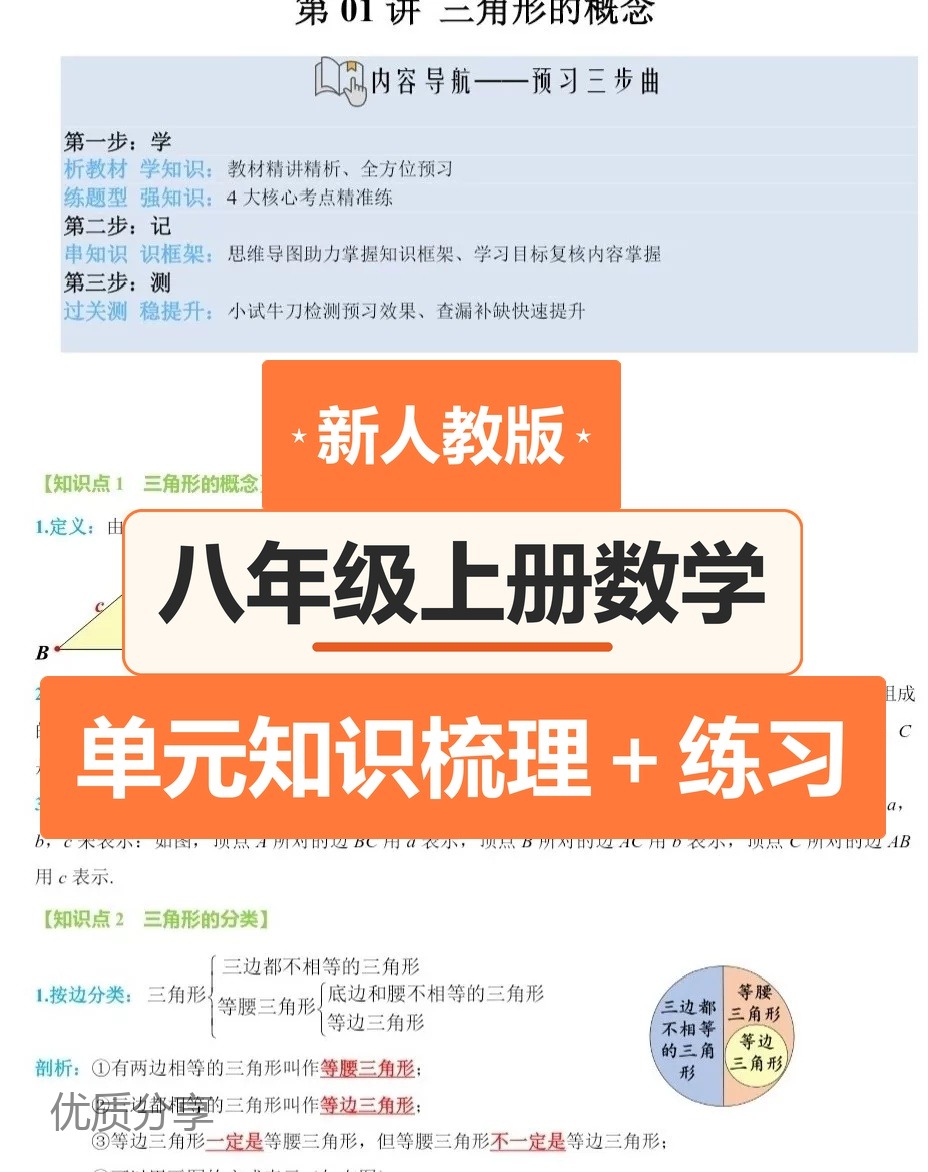 第 01 讲 三角形的概念
内容导航——预习三步曲
第一步：学
析教材 学知识：教材精讲精析、全方位预习
练题型 强知识：4 大核心考点精准练
第二步：记
串知识 识框架：思维导图助力掌握知识框架、学习目标复核内容掌握
第三步：测
过关测 稳提升：小试牛刀检测预习效果、查漏补缺快速提升
新人教版
【知识点 1 三角形的概念】
1.定义：由
八年级上册数学
c
B
组成
C
单元知识梳理 + 练习
a，
b，c 来表示：如图，顶点 A 所对的边 BC 用 a 表示，顶点 B 所对的边 AC 用 b 表示，顶点 C 所对的边 AB
用 c 表示.
【知识点 2 三角形的分类】
三边都不相等的三角形
1.按边分类：三角形
等腰三角形
底边和腰不相等的三角形
等边三角形
三边都
不相等
的三角
形
等腰
三角形
等边
三角形
剖析：①有两边相等的三角形叫作等腰三角形；
②三边都相等的三角形叫作等边三角形；
优质分享
③等边三角形一定是等腰三角形，但等腰三角形不一定是等边三角形；